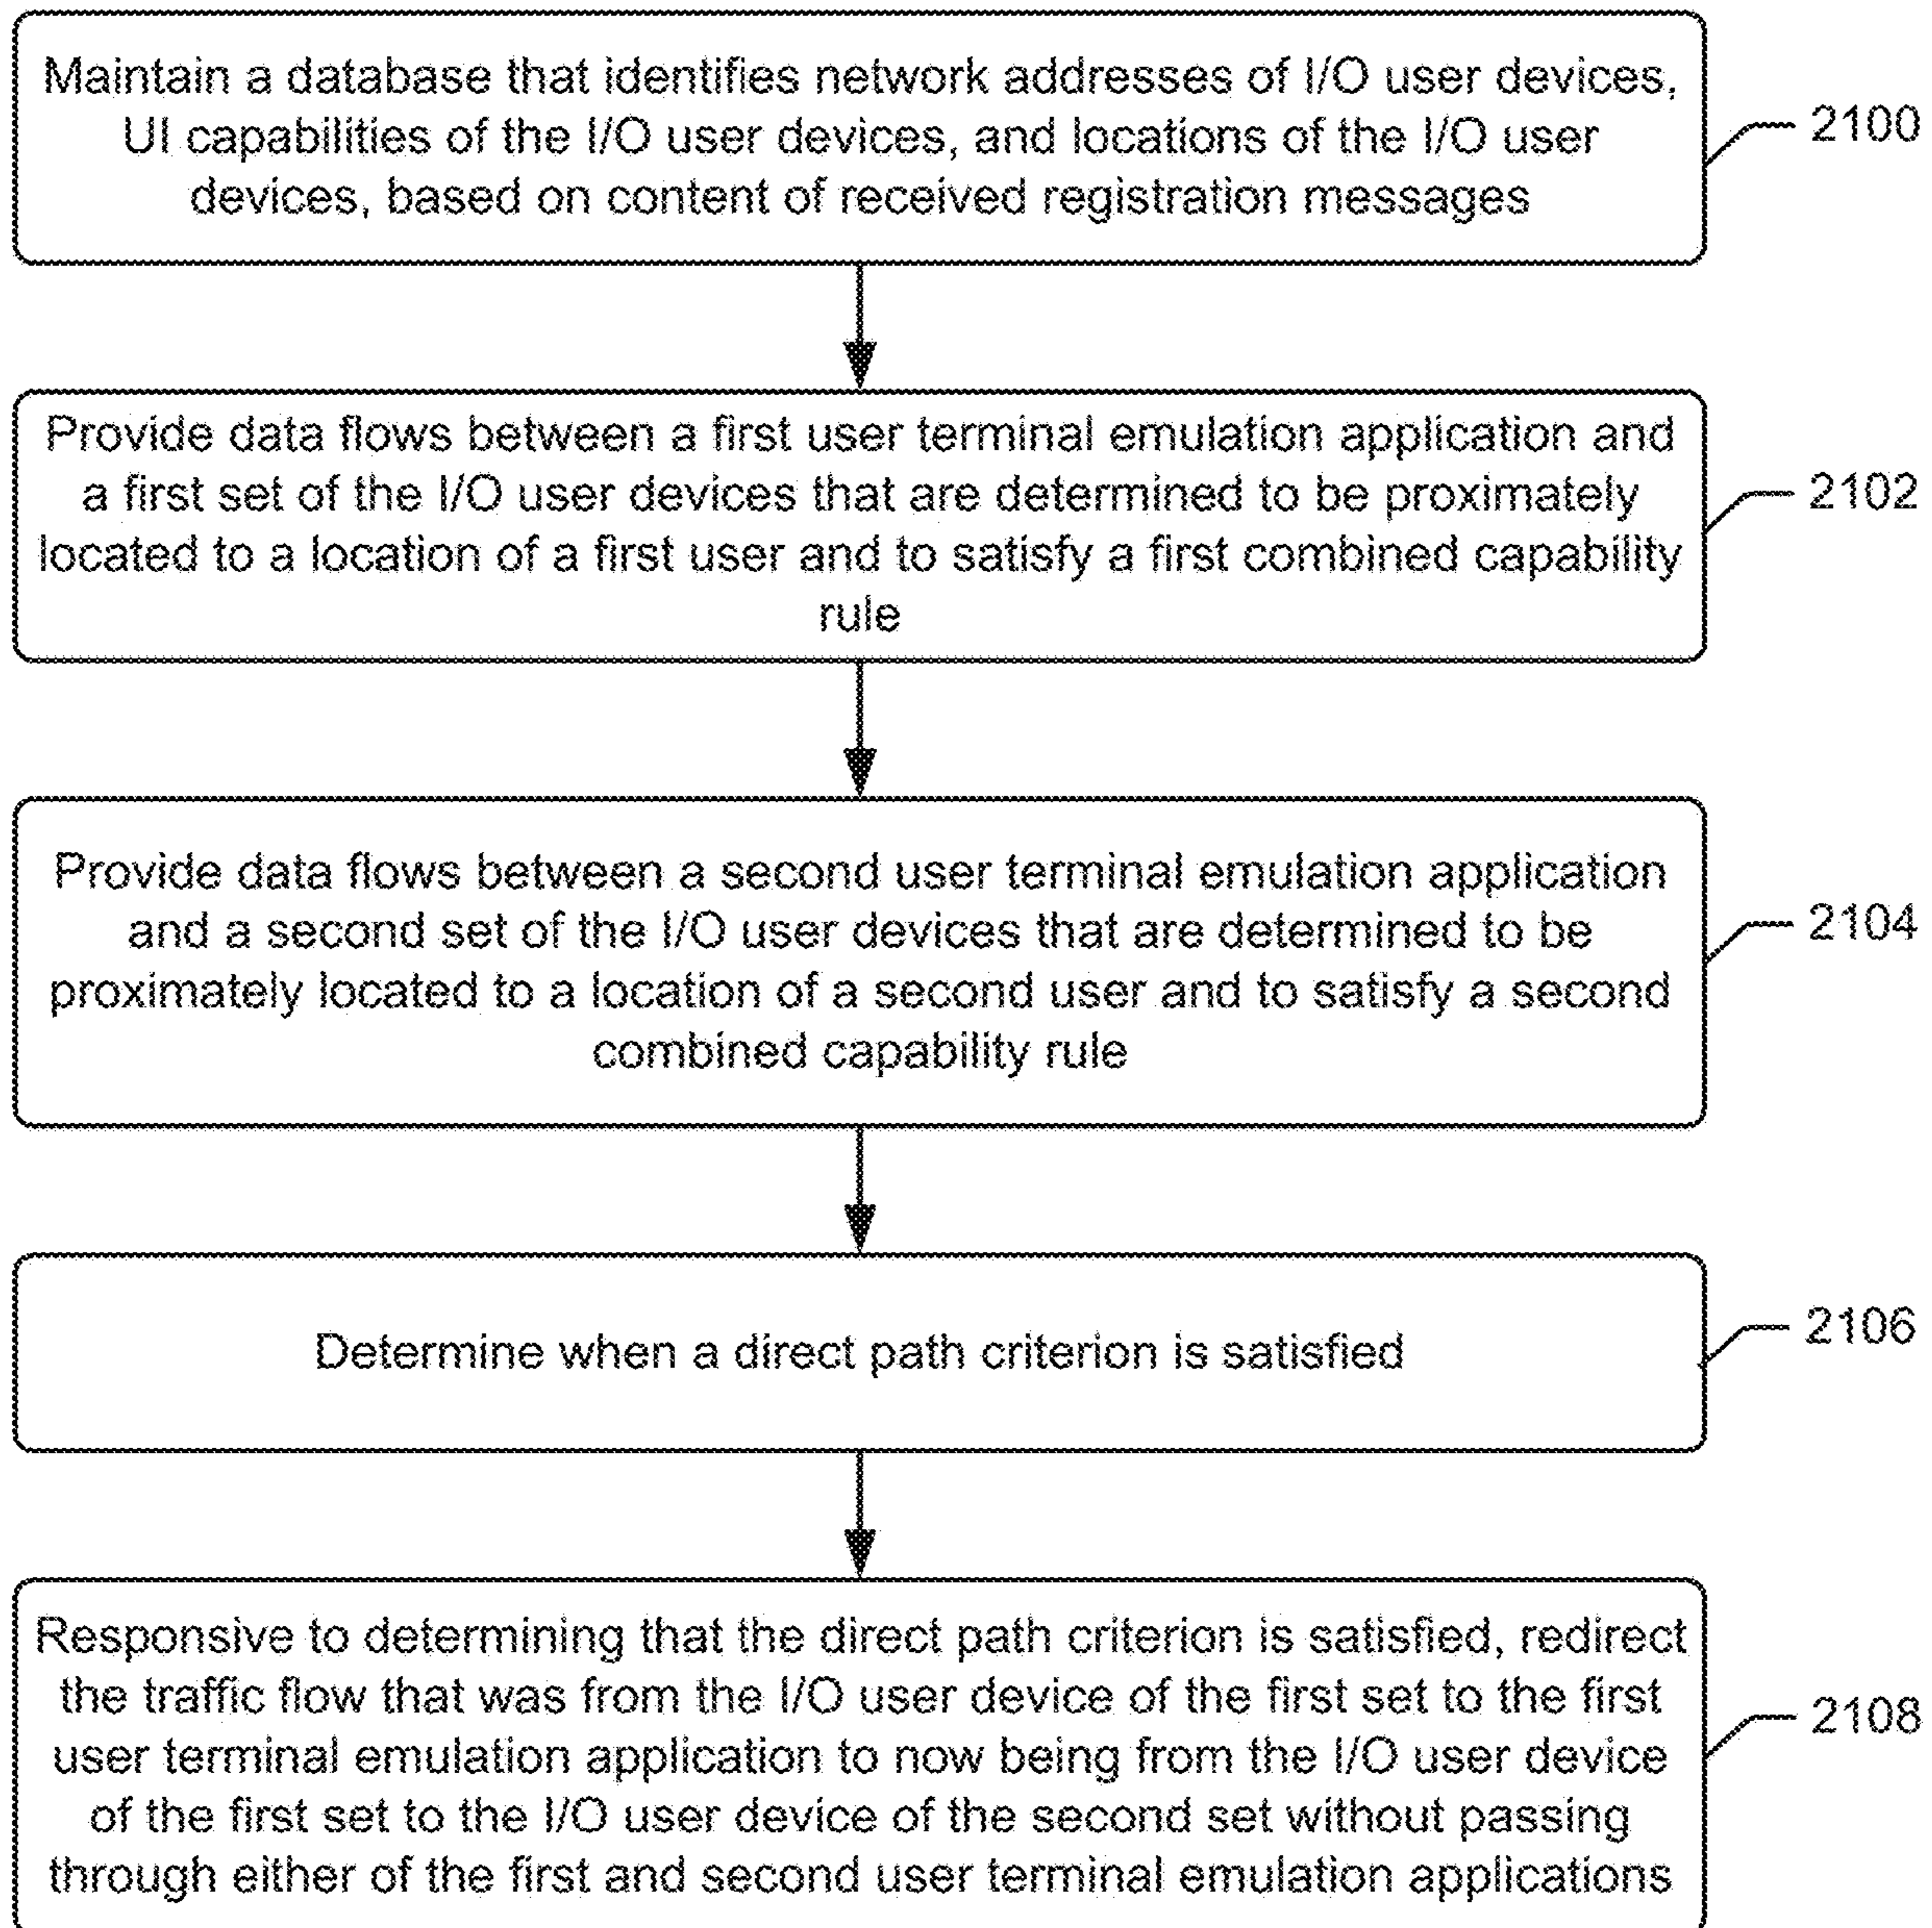 Maintain a database that identifies network addresses of I/O user devices,
UI capabilities of the I/O user devices, and locations of the I/O user
devices, based on content of received registration messages
2100
Provide data flows between a first user terminal emulation application and
a first set of the I/O user devices that are determined to be proximately
located to a location of a first user and to satisfy a first combined capability
rule
2102
Provide data flows between a second user terminal emulation application
and a second set of the I/O user devices that are determined to be
proximately located to a location of a second user and to satisfy a second
combined capability rule
2104
Determine when a direct path criterion is satisfied
2106
Responsive to determining that the direct path criterion is satisfied, redirect
the traffic flow that was from the I/O user device of the first set to the first
user terminal emulation application to now being from the I/O user device
of the first set to the I/O user device of the second set without passing
through either of the first and second user terminal emulation applications
2108